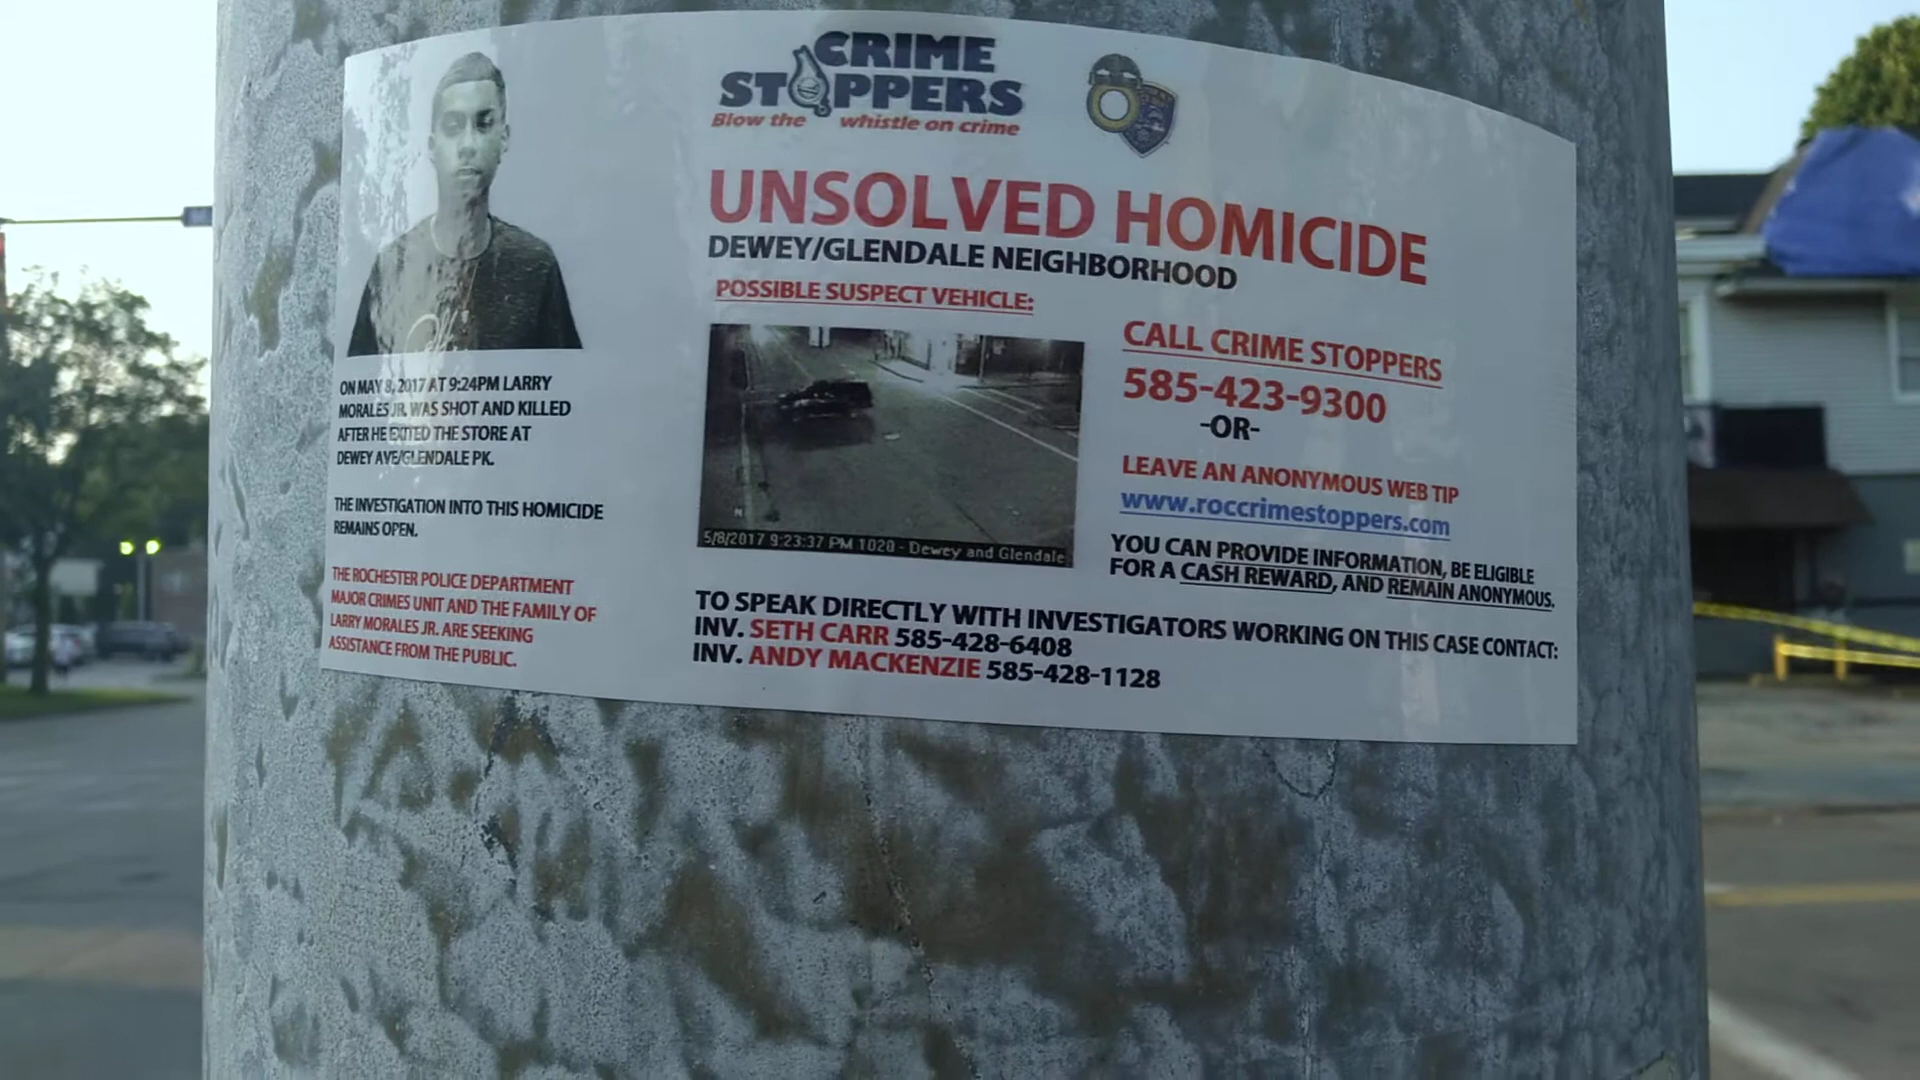 CRIME
STOPPERS
Blow the whistle on crime
UNSOLVED HOMICIDE
DEWEY/GLENDALE NEIGHBORHOOD
POSSIBLE SUSPECT VEHICLE:
5/8/2017 9:23:37 PM 1020 - Dewey and Glendale
ON MAY 8, 2017 AT 9:24PM LARRY
MORALES JR. WAS SHOT AND KILLED
AFTER HE EXITED THE STORE AT
DEWEY AVE/GLENDALE PK.
THE INVESTIGATION INTO THIS HOMICIDE
REMAINS OPEN.
THE ROCHESTER POLICE DEPARTMENT
MAJOR CRIMES UNIT AND THE FAMILY OF
LARRY MORALES JR. ARE SEEKING
ASSISTANCE FROM THE PUBLIC.
CALL CRIME STOPPERS
585-423-9300
-OR-
LEAVE AN ANONYMOUS WEB TIP
www.roccrimestoppers.com
YOU CAN PROVIDE INFORMATION, BE ELIGIBLE
FOR A CASH REWARD, AND REMAIN ANONYMOUS.
TO SPEAK DIRECTLY WITH INVESTIGATORS WORKING ON THIS CASE CONTACT:
INV. SETH CARR 585-428-6408
INV. ANDY MACKENZIE 585-428-1128